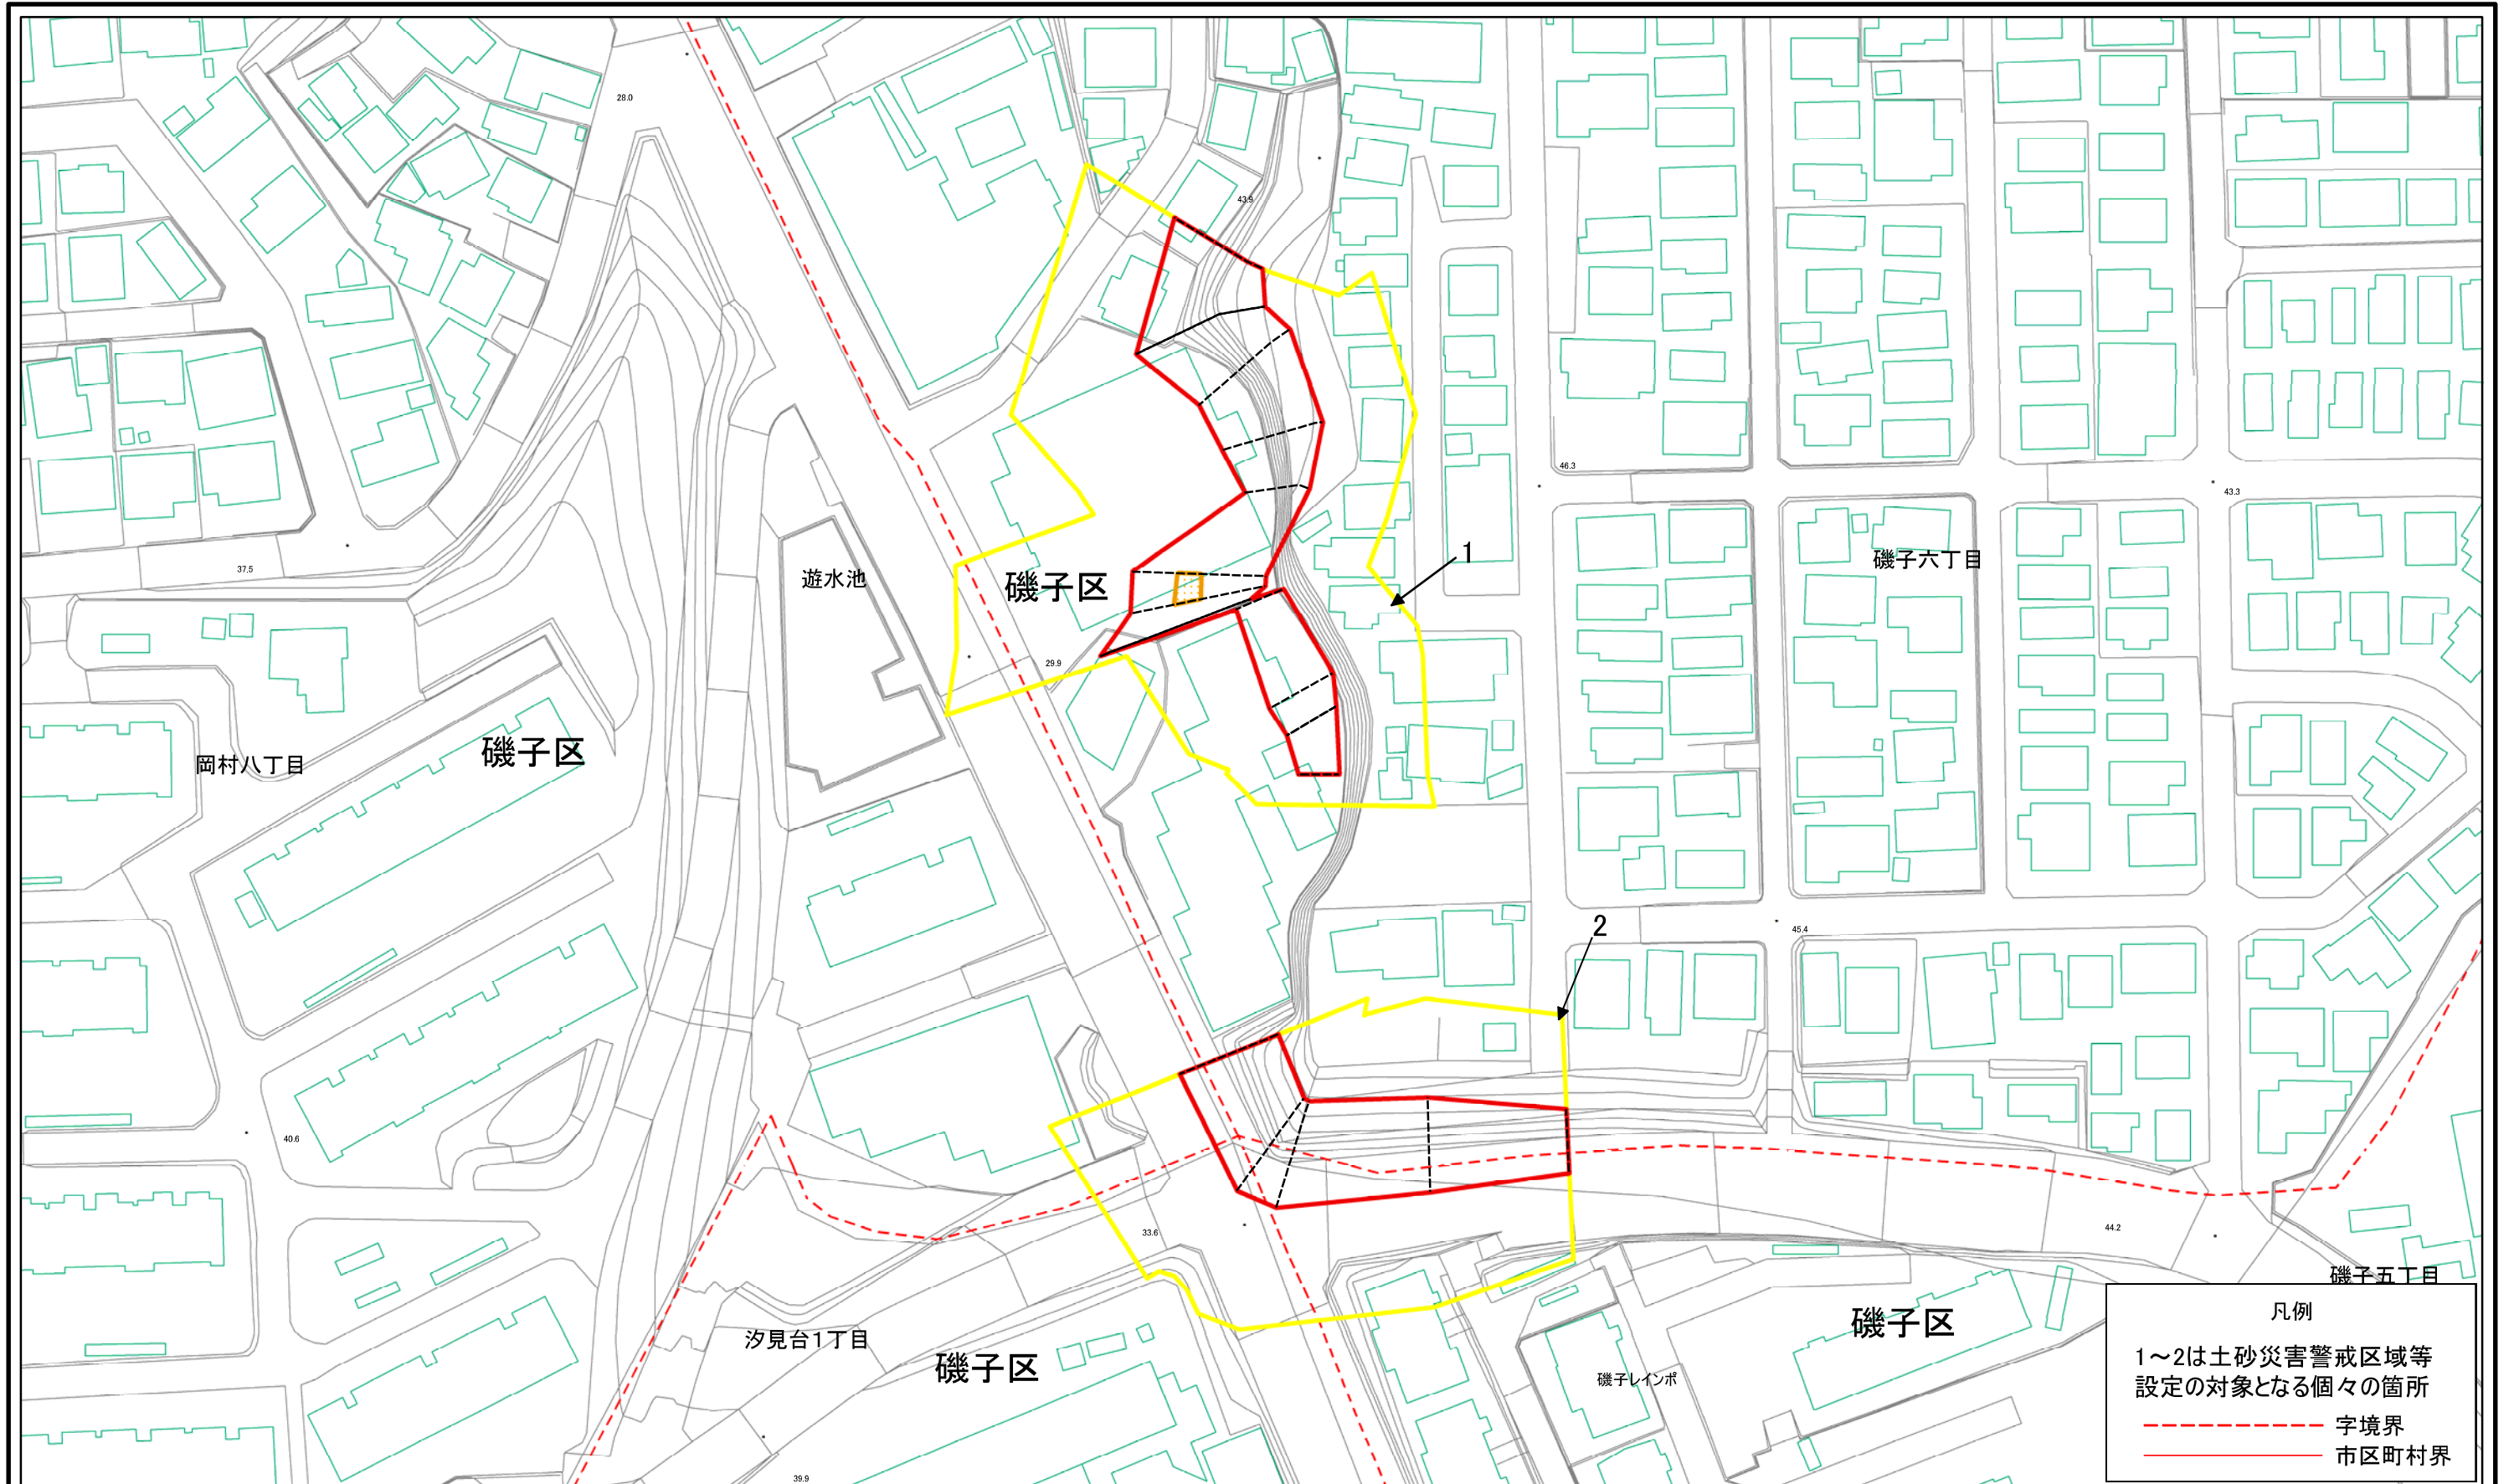 28.0
43.9
46.3
43.3
1
磯子六丁目
37.5
遊水池
磯子区
29.9
磯子区
岡村八丁目
2
45.4
40.6
33.6
44.2
磯子五丁目
磯子区
汐見台1丁目
磯子区
磯子レインボ
39.9
凡例
1～2は土砂災害警戒区域等
設定の対象となる個々の箇所
字境界
市区町村界